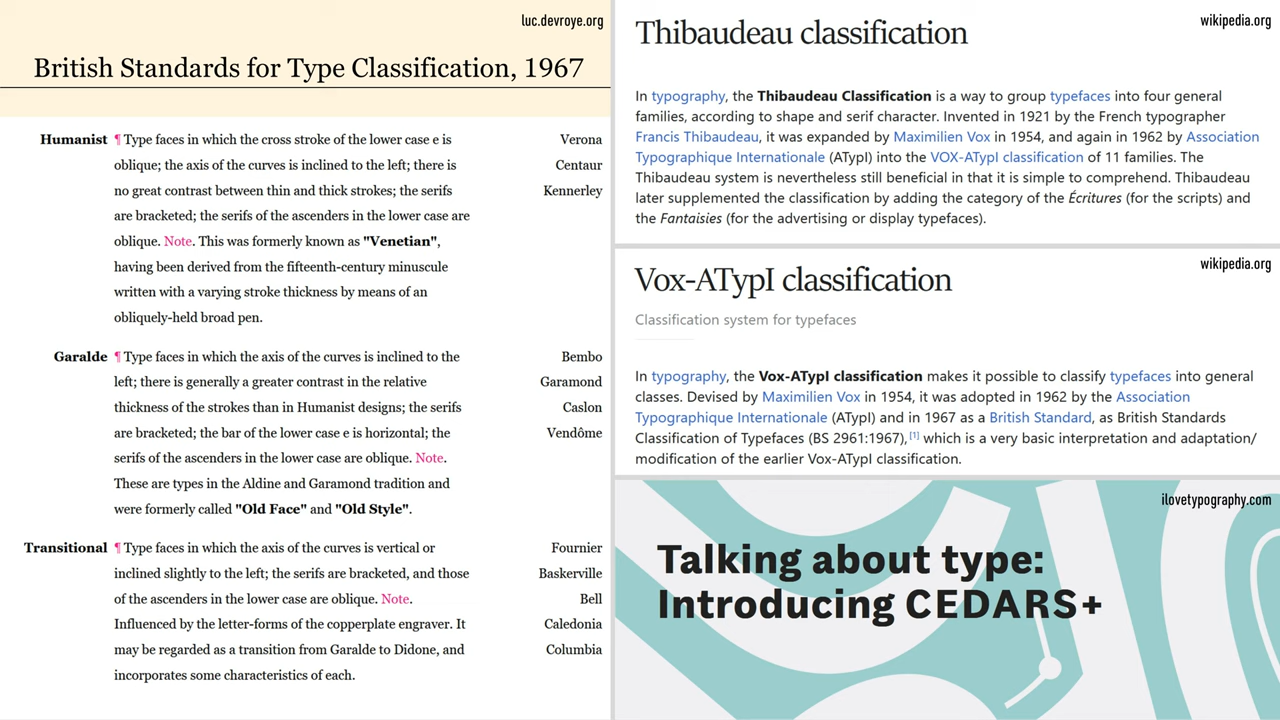 luc.devroye.org
British Standards for Type Classification, 1967
Humanist ¶ Type faces in which the cross stroke of the lower case e is
oblique; the axis of the curves is inclined to the left; there is
no great contrast between thin and thick strokes; the serifs
are bracketed; the serifs of the ascenders in the lower case are
oblique. Note. This was formerly known as "Venetian",
having been derived from the fifteenth-century minuscule
written with a varying stroke thickness by means of an
obliquely-held broad pen.
Verona
Centaur
Kennerley
Garalde ¶ Type faces in which the axis of the curves is inclined to the
left; there is generally a greater contrast in the relative
thickness of the strokes than in Humanist designs; the serifs
are bracketed; the bar of the lower case e is horizontal; the
serifs of the ascenders in the lower case are oblique. Note.
These are types in the Aldine and Garamond tradition and
were formerly called "Old Face" and "Old Style".
Bembo
Garamond
Caslon
Vendôme
Transitional ¶ Type faces in which the axis of the curves is vertical or
inclined slightly to the left; the serifs are bracketed, and those
of the ascenders in the lower case are oblique. Note.
Influenced by the letter-forms of the copperplate engraver. It
may be regarded as a transition from Garalde to Didone, and
incorporates some characteristics of each.
Fournier
Baskerville
Bell
Caledonia
Columbia
wikipedia.org
Thibaudeau classification
In typography, the Thibaudeau Classification is a way to group typefaces into four general
families, according to shape and serif character. Invented in 1921 by the French typographer
Francis Thibaudeau, it was expanded by Maximilien Vox in 1954, and again in 1962 by Association
Typographique Internationale (ATypI) into the VOX-ATypI classification of 11 families. The
Thibaudeau system is nevertheless still beneficial in that it is simple to comprehend. Thibaudeau
later supplemented the classification by adding the category of the Écritures (for the scripts) and
the Fantaisies (for the advertising or display typefaces).
wikipedia.org
Vox-ATypI classification
Classification system for typefaces
In typography, the Vox-ATypI classification makes it possible to classify typefaces into general
classes. Devised by Maximilien Vox in 1954, it was adopted in 1962 by the Association
Typographique Internationale (ATypI) and in 1967 as a British Standard, as British Standards
Classification of Typefaces (BS 2961:1967),[1] which is a very basic interpretation and adaptation/
modification of the earlier Vox-ATypI classification.
ilovetypography.com
Talking about type:
Introducing CEDARS+